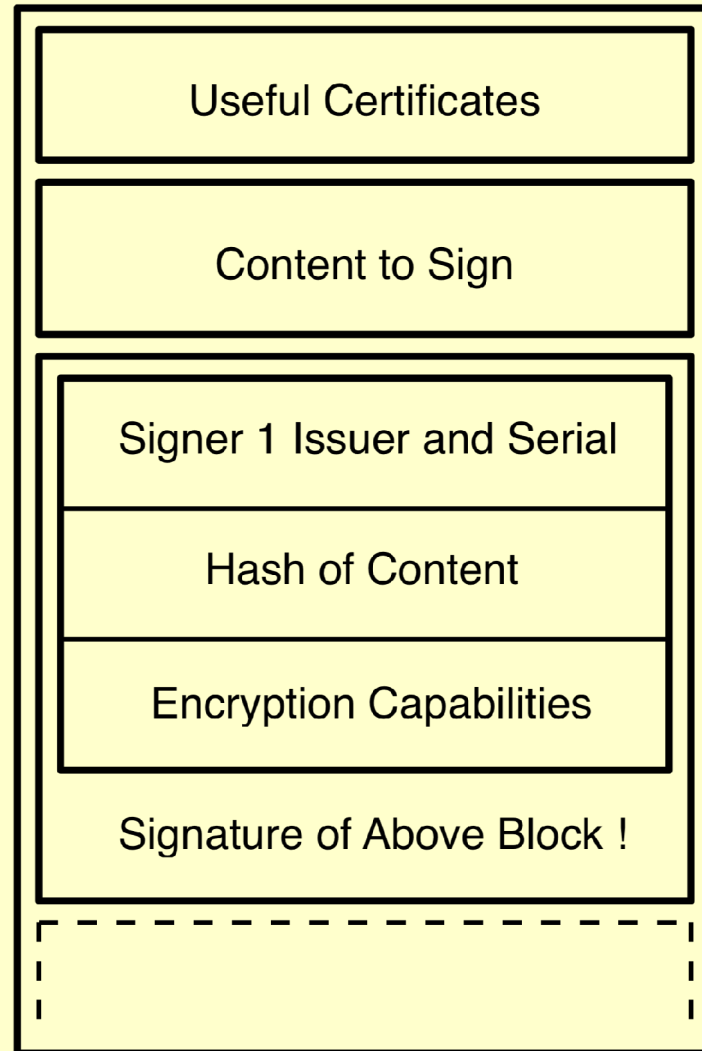 Useful Certificates
Content to Sign
Signer 1 Issuer and Serial
Hash of Content
Encryption Capabilities
Signature of Above Block !